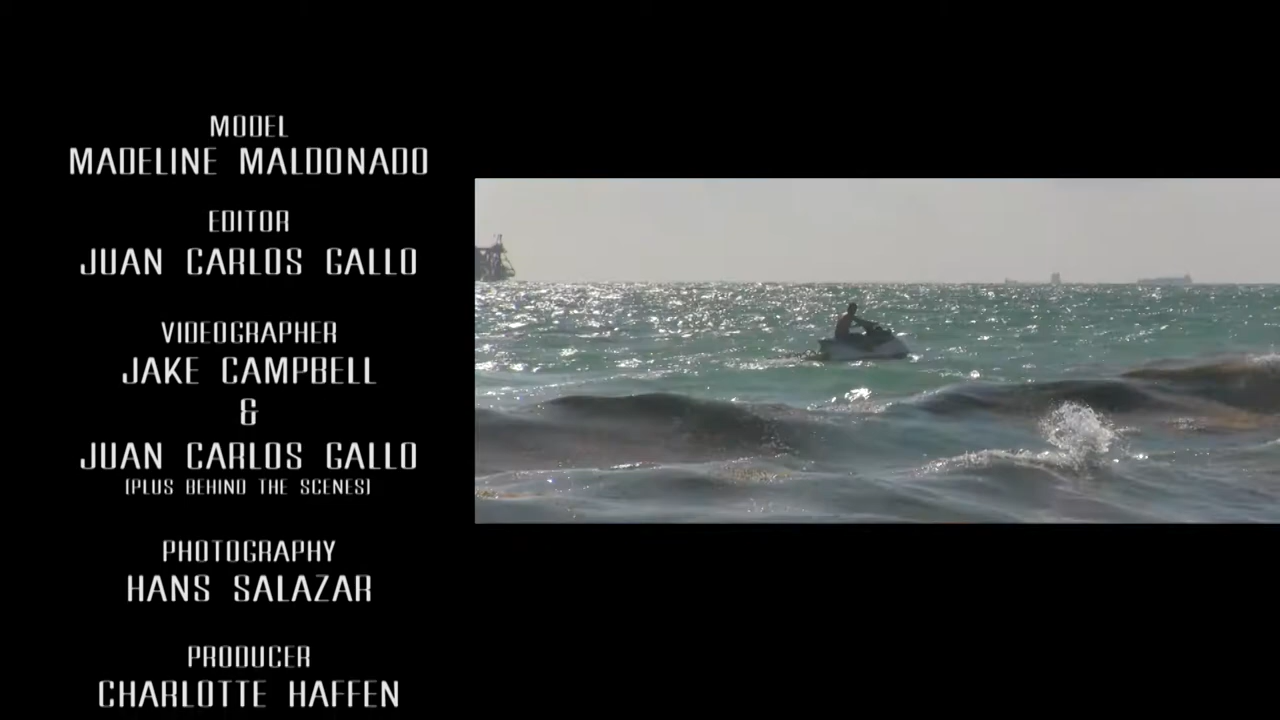 MODEL
MADELINE MALDONADO
EDITOR
JUAN CARLOS GALLO
VIDEOGRAPHER
JAKE CAMPBELL
&
JUAN CARLOS GALLO
[PLUS BEHIND THE SCENES]
PHOTOGRAPHY
HANS SALAZAR
PRODUCER
CHARLOTTE HAFFEN